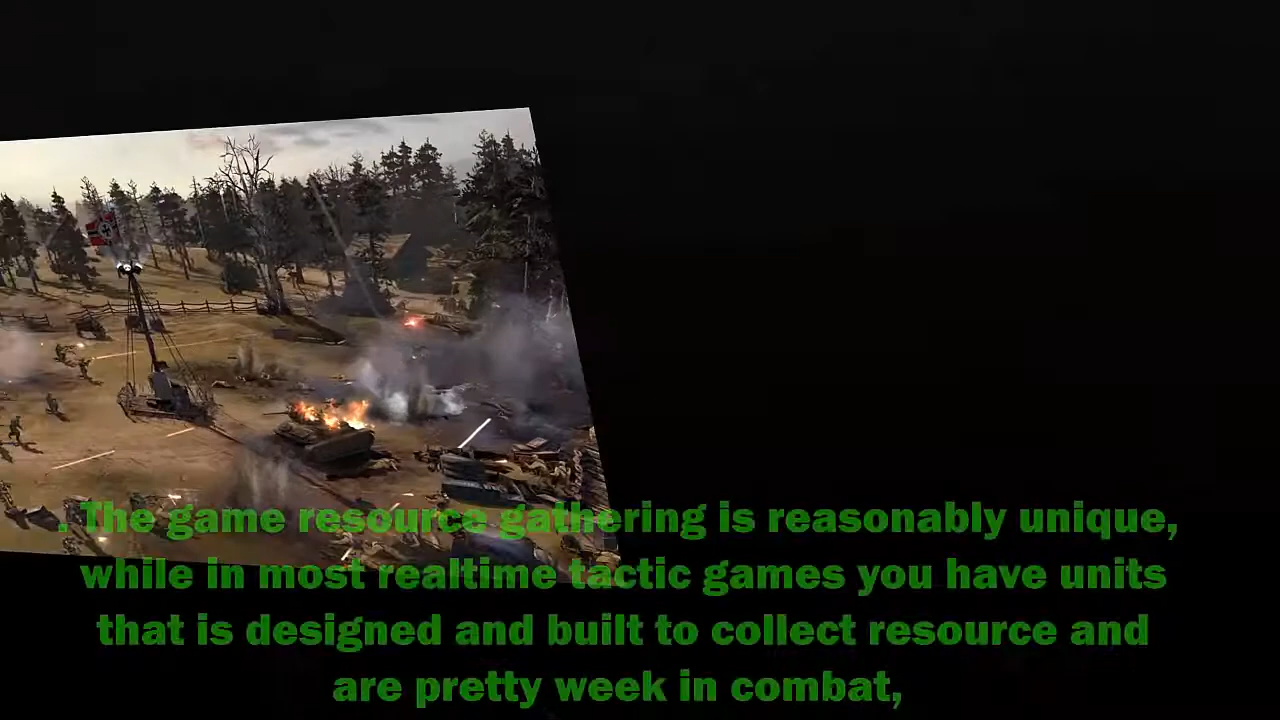 . The game resource gathering is reasonably unique,
while in most realtime tactic games you have units
that is designed and built to collect resource and
are pretty week in combat,